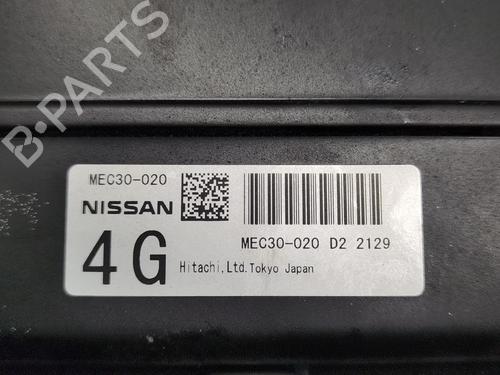 MEC30-020
NISSAN
MEC30-020 D2 2129
4G
Hitachi,Ltd.Tokyo Japan
B-PARTS